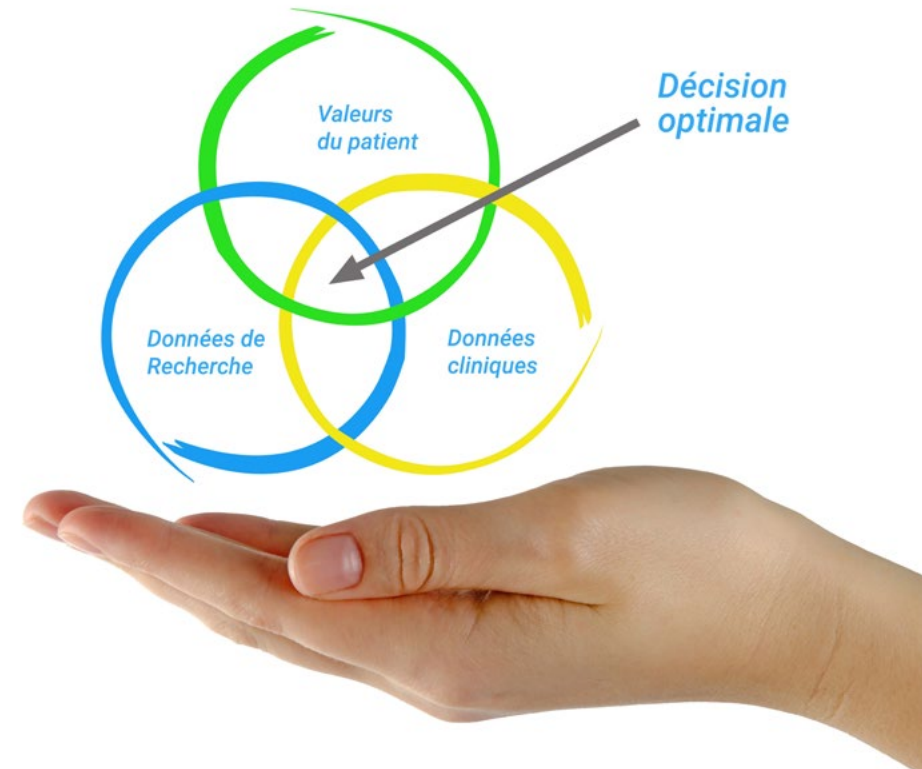 Valeurs
du patient
Décision
optimale
Données de
Recherche
Données
cliniques